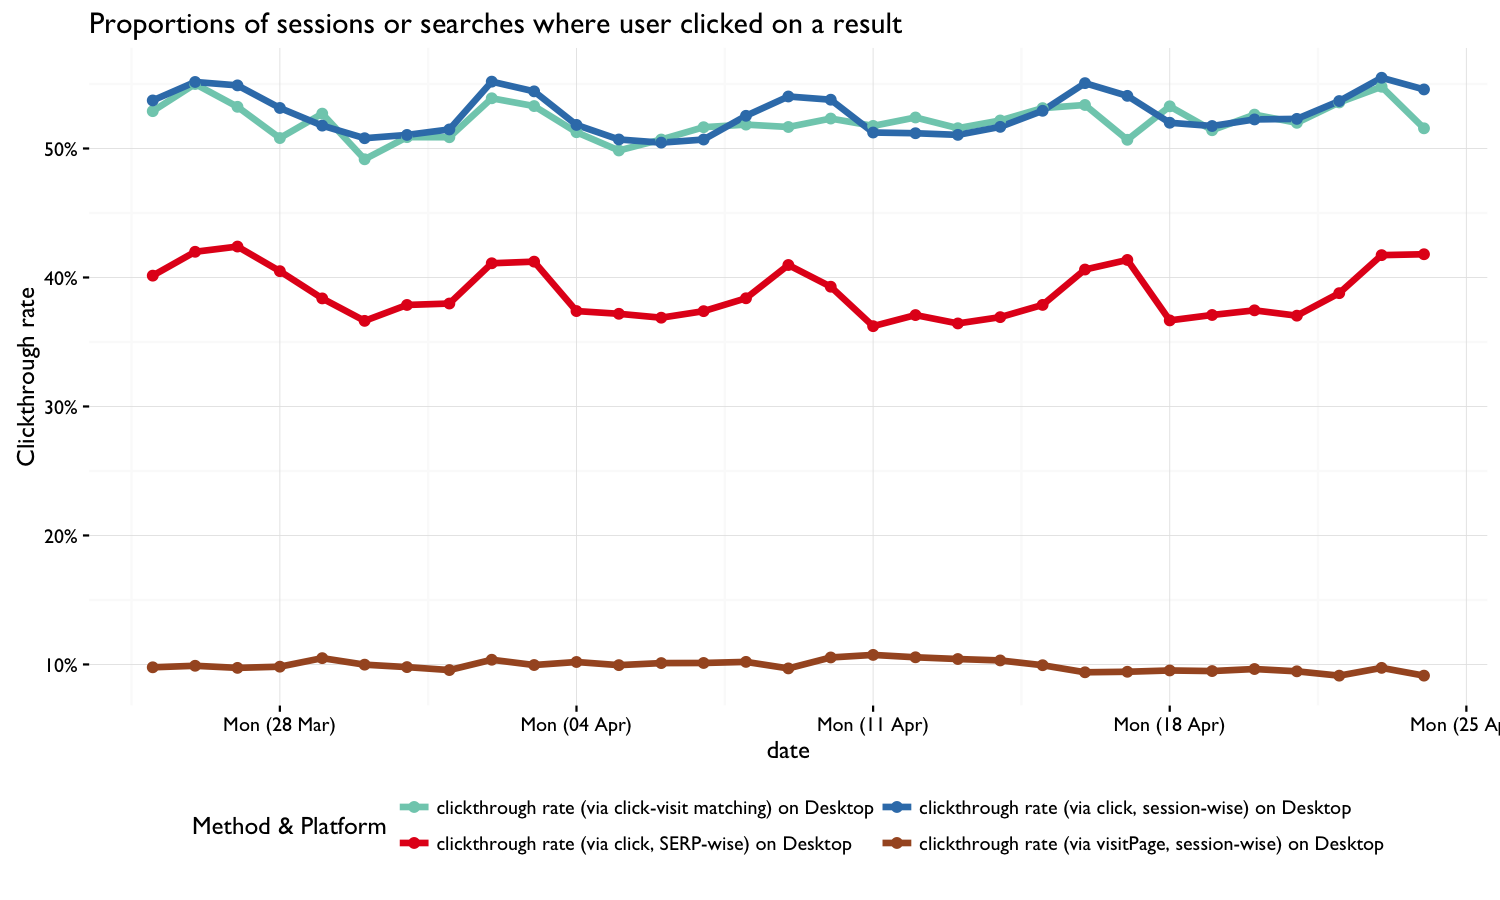 Proportions of sessions or searches where user clicked on a result
Clickthrough rate
50%
40%
30%
20%
10%
Mon (28 Mar) Mon (04 Apr) Mon (11 Apr) Mon (18 Apr) Mon (25 Ap
date
Method & Platform
clickthrough rate (via click-visit matching) on Desktop clickthrough rate (via click, session-wise) on Desktop
clickthrough rate (via click, SERP-wise) on Desktop clickthrough rate (via visitPage, session-wise) on Desktop